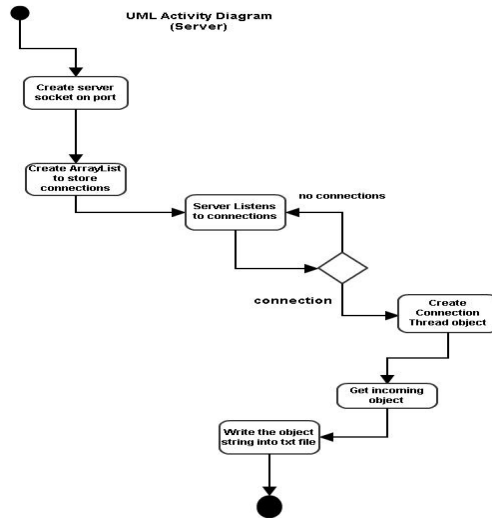 UML Activity Diagram
(Server)
Create server
socket on port
Create ArrayList
to store
connections
Server Listens
to connections
no connections
connection
Create
Connection
Thread object
Get incoming
object
Write the object
string into txt file